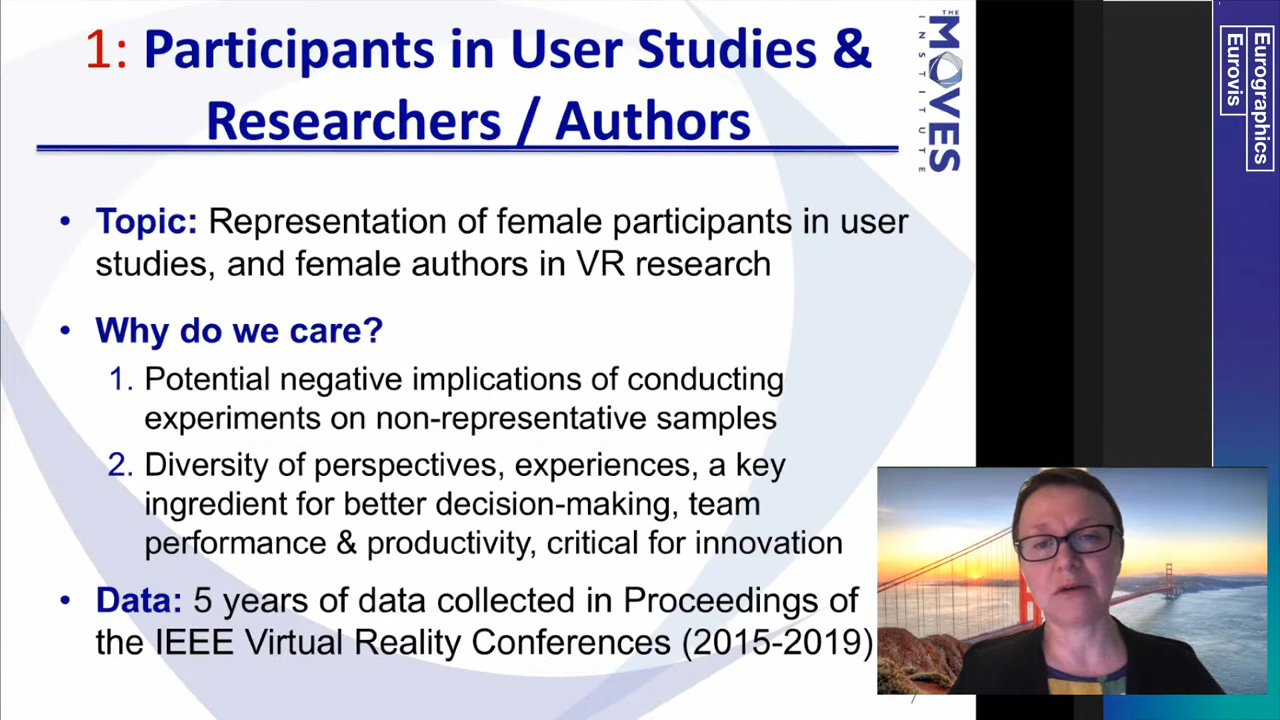 1: Participants in User Studies &
Researchers / Authors
THE
MOVES
INSTITUTE
Eurographics
Eurovis
• Topic: Representation of female participants in user
studies, and female authors in VR research
• Why do we care?
1. Potential negative implications of conducting
experiments on non-representative samples
2. Diversity of perspectives, experiences, a key
ingredient for better decision-making, team
performance & productivity, critical for innovation
• Data: 5 years of data collected in Proceedings of
the IEEE Virtual Reality Conferences (2015-2019)